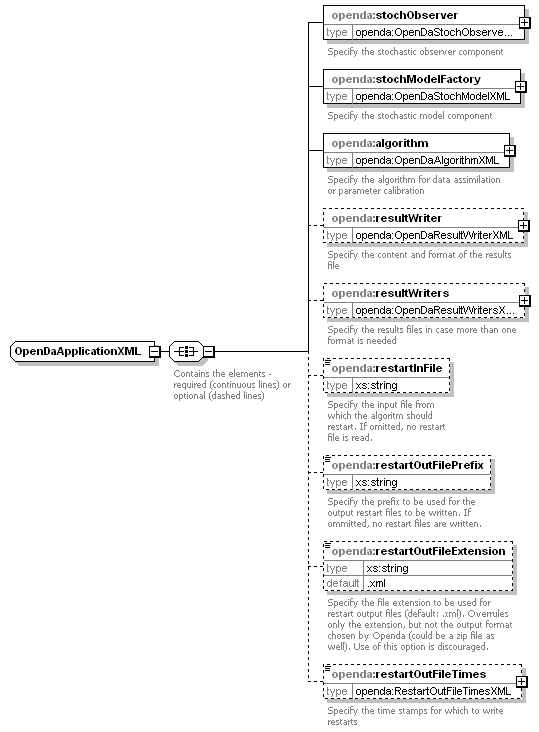 openda:stochObserver
type openda:OpenDaStochObserve...
Specify the stochastic observer component
openda:stochModelFactory
type openda:OpenDaStochModelXML
Specify the stochastic model component
openda:algorithm
type openda:OpenDaAlgorithmXML
Specify the algorithm for data assimilation
or parameter calibration
openda:resultWriter
type openda:OpenDaResultWriterXML
Specify the content and format of the results
file
openda:resultWriters
type openda:OpenDaResultWritersX...
Specify the results files in case more than one
format is needed
OpenDaApplicationXML
Contains the elements -
required (continuous lines) or
optional (dashed lines)
openda:restartInFile
type xs:string
Specify the input file from
which the algoritm should
restart. If omitted, no restart
file is read.
openda:restartOutFilePrefix
type xs:string
Specify the prefix to be used for the
output restart files to be written. If
ommitted, no restart files are written.
openda:restartOutFileExtension
type xs:string
default .xml
Specify the file extension to be used for
restart output files (default: .xml). Overrules
only the extension, but not the output format
chosen by Openda (could be a zip file as
well). Use of this option is discouraged.
openda:restartOutFileTimes
type openda:RestartOutFileTimesXML
Specify the time stamps for which to write
restarts